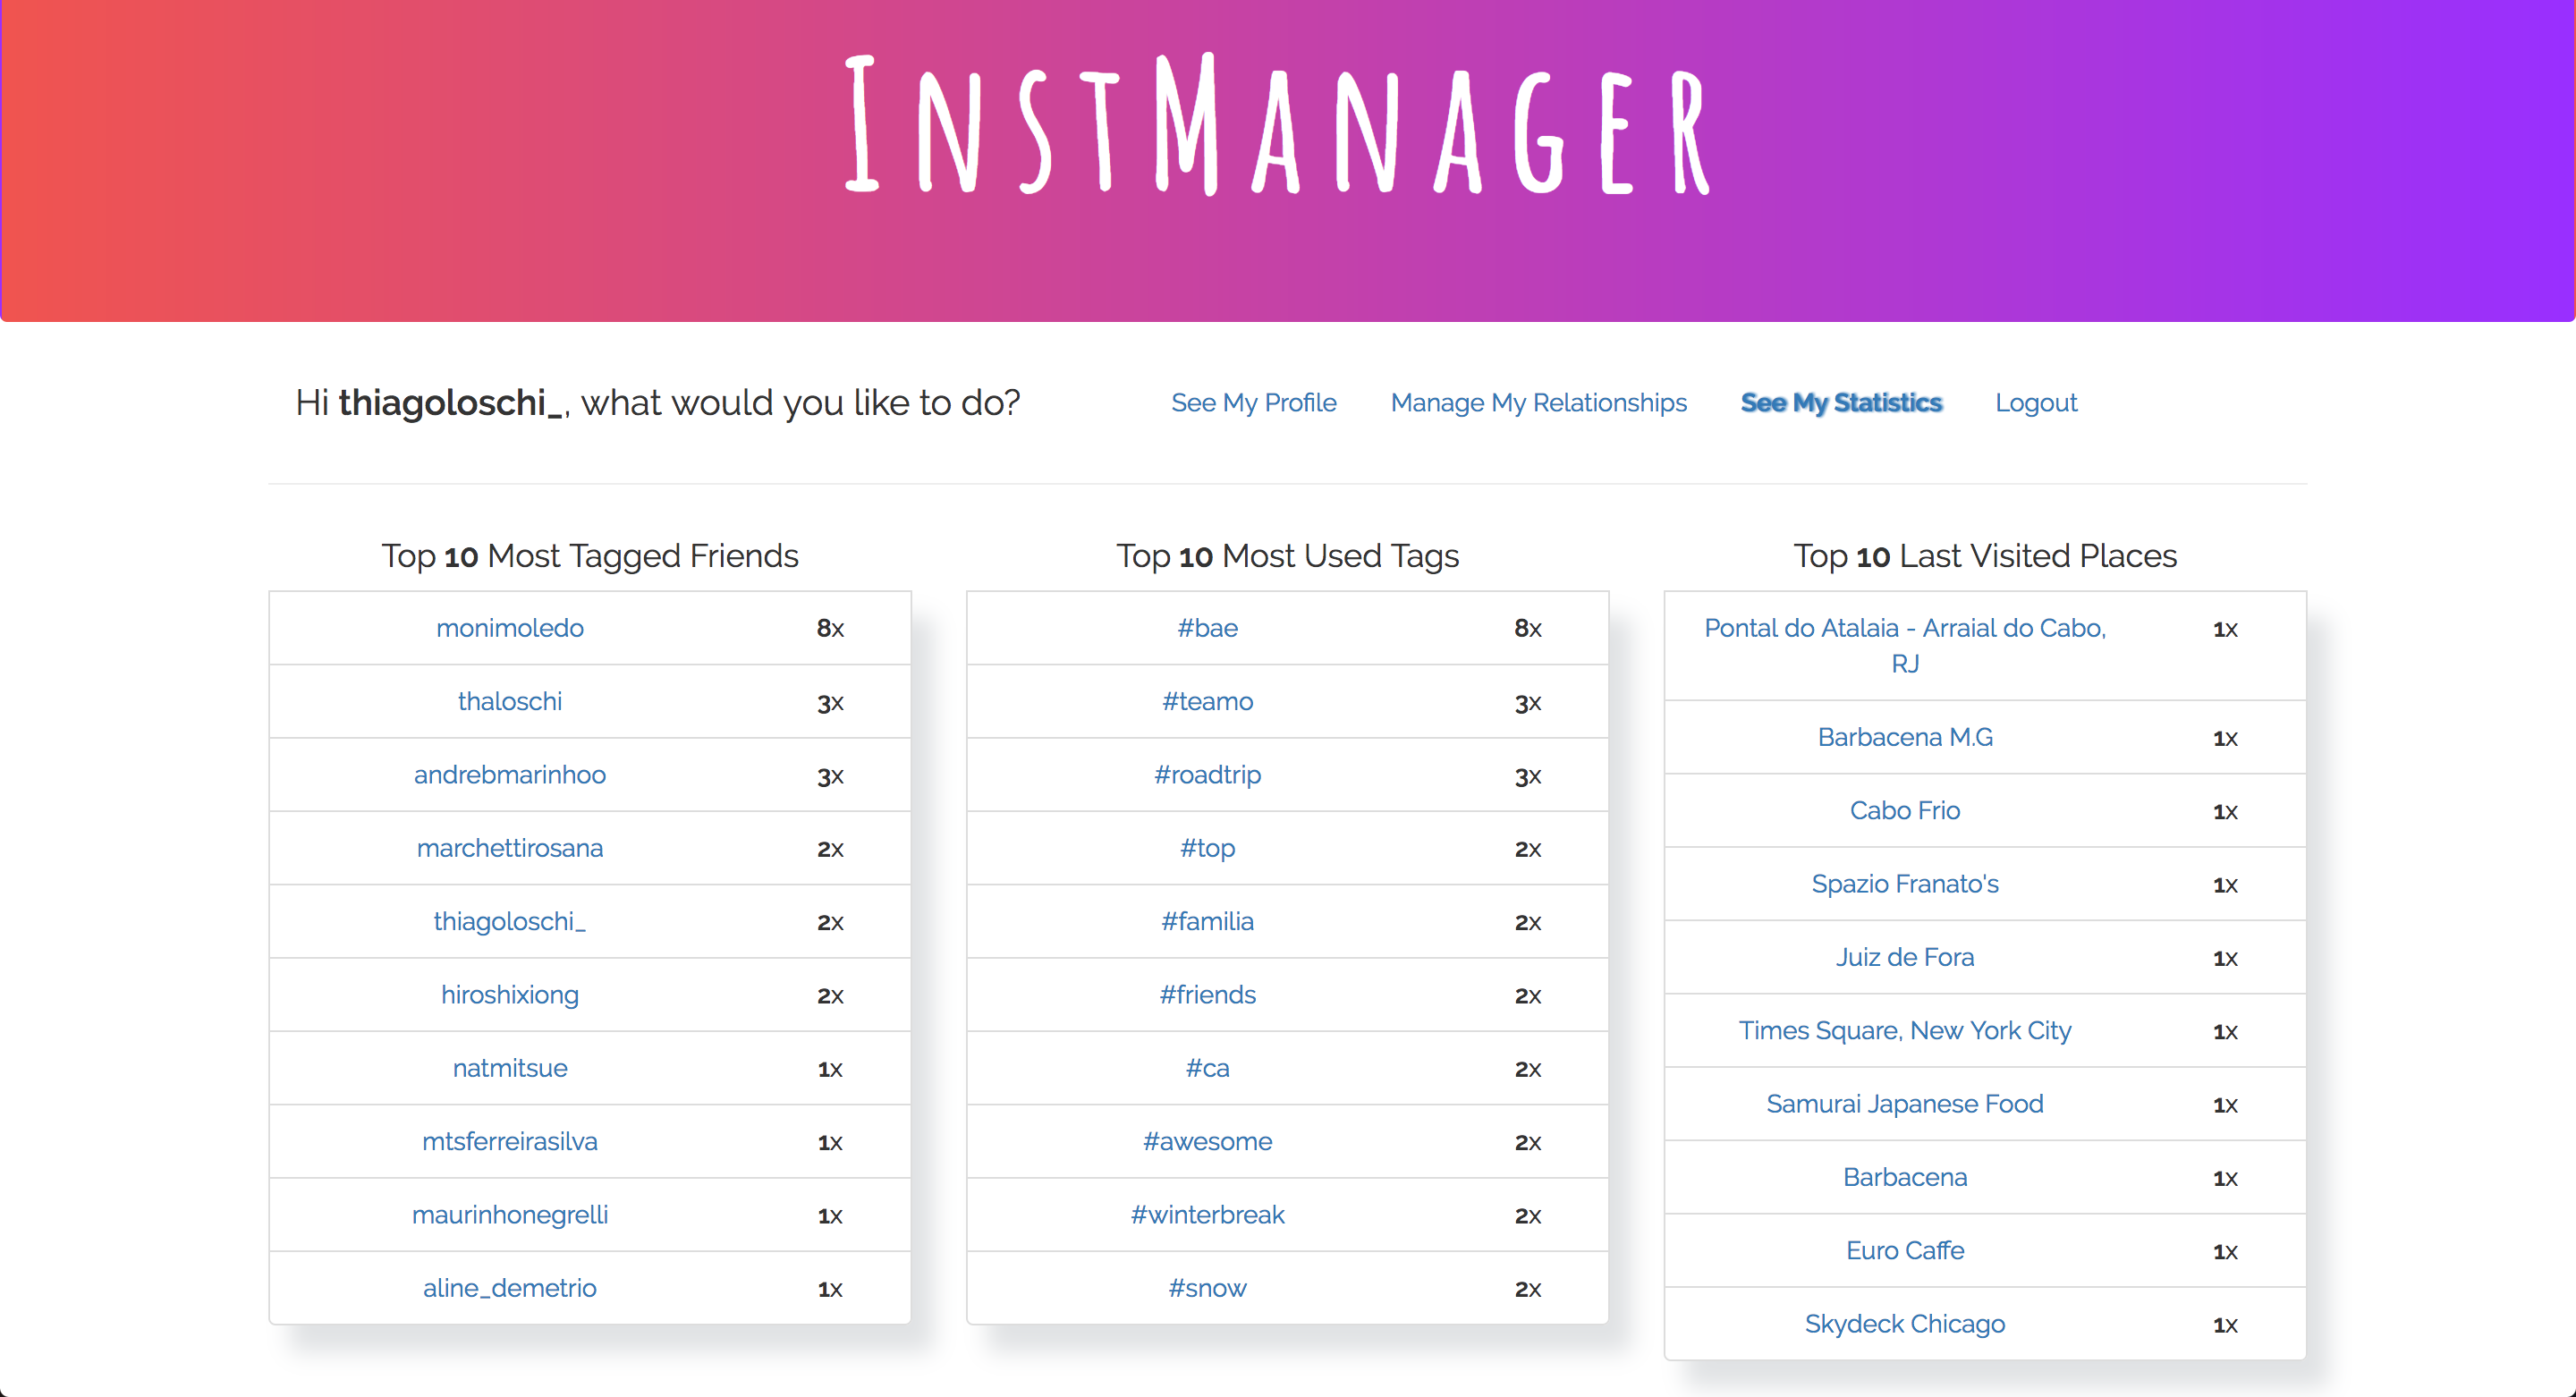 InstManager
Hi thiagoloschi_, what would you like to do?
See My Profile
Manage My Relationships
See My Statistics
Logout
Top 10 Most Tagged Friends
monimoledo 8x
thaloschi 3x
andrebmarinhoo 3x
marchettirosana 2x
thiagoloschi_ 2x
hiroshixiong 2x
natmitsue 1x
mtsferreirasilva 1x
maurinhonegrelli 1x
aline_demetrio 1x
Top 10 Most Used Tags
#bae 8x
#teamo 3x
#roadtrip 3x
#top 2x
#familia 2x
#friends 2x
#ca 2x
#awesome 2x
#winterbreak 2x
#snow 2x
Top 10 Last Visited Places
Pontal do Atalaia - Arraial do Cabo, 1x
RJ
Barbacena M.G 1x
Cabo Frio 1x
Spazio Franato's 1x
Juiz de Fora 1x
Times Square, New York City 1x
Samurai Japanese Food 1x
Barbacena 1x
Euro Caffe 1x
Skydeck Chicago 1x